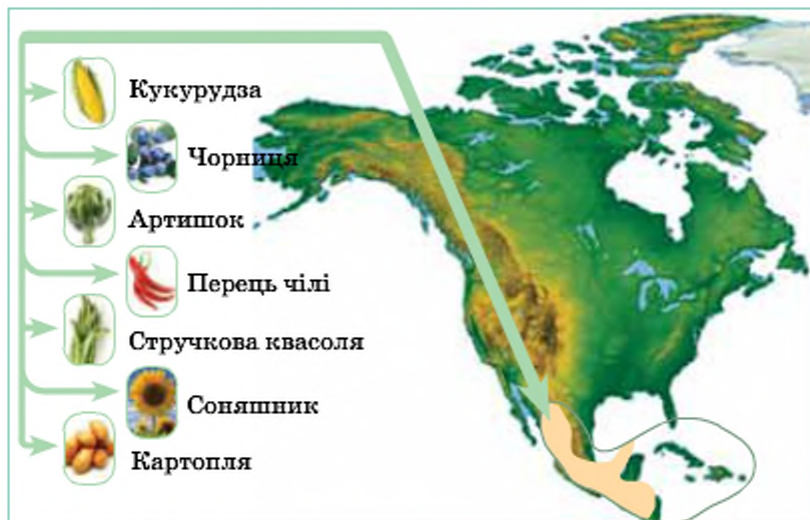 Кукурудза
Чорниця
Артишок
Перець чілі
Стручкова квасоля
Соняшник
Картопля